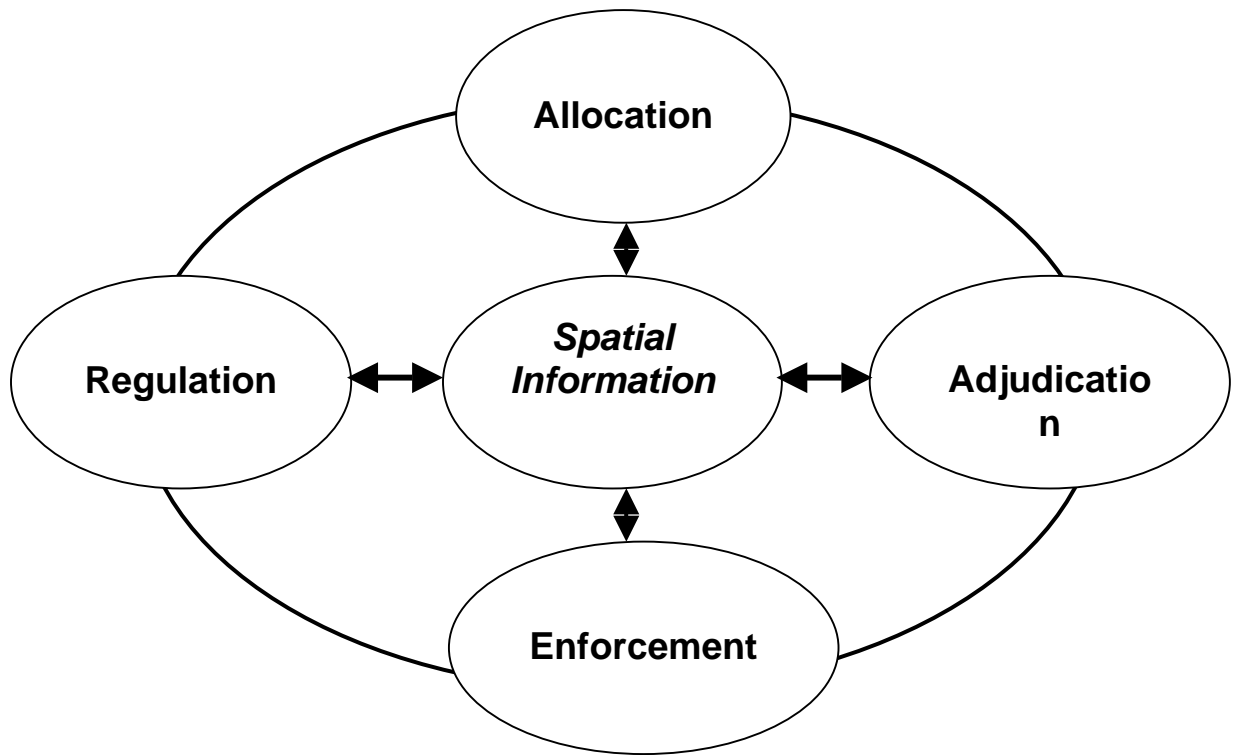 Allocation
Spatial
Information
Regulation
Adjudicatio
n
Enforcement